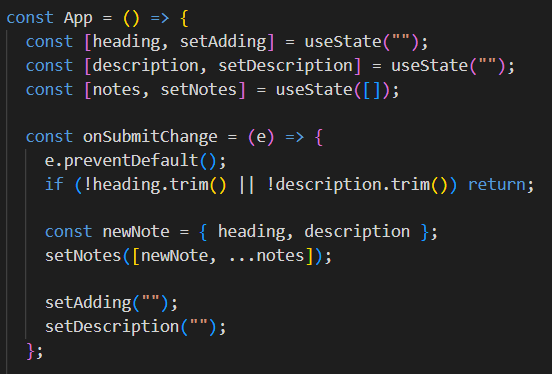 const App = () => {
  const [heading, setAdding] = useState("");
  const [description, setDescription] = useState("");
  const [notes, setNotes] = useState([]);

  const onSubmitChange = (e) => {
    e.preventDefault();
    if (!heading.trim() || !description.trim()) return;

    const newNote = { heading, description };
    setNotes([newNote, ...notes]);

    setAdding("");
    setDescription("");
  };